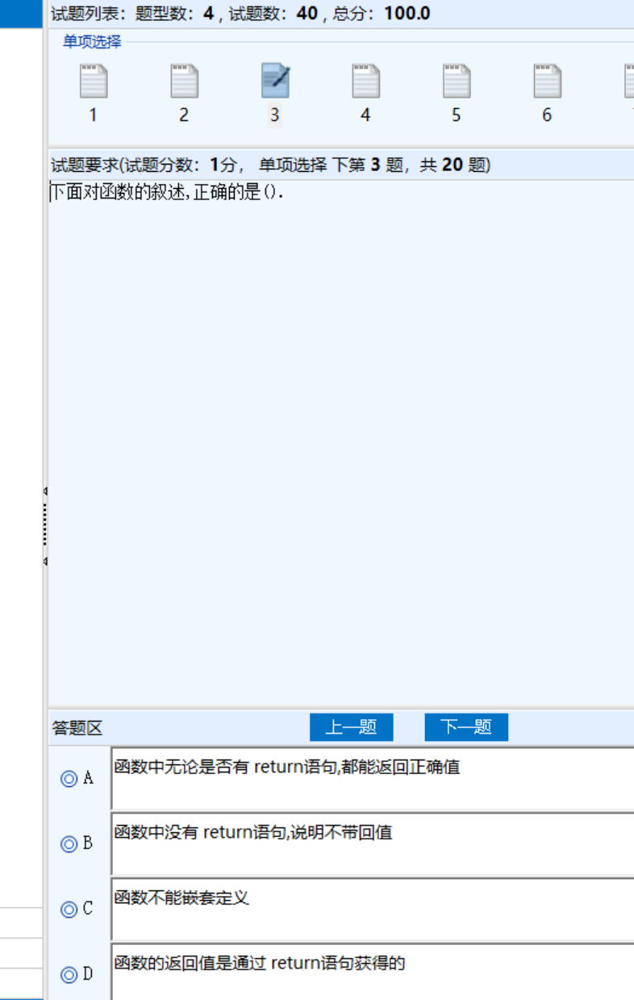 试题列表：题型数：4 , 试题数：40 , 总分：100.0
单项选择
1 2 3 4 5 6
试题要求(试题分数：1分， 单项选择 下第 3 题，共 20 题)
下面对函数的叙述,正确的是().
答题区 上一题 下一题
A 函数中无论是否有 return语句,都能返回正确值
B 函数中没有 return语句,说明不带回值
C 函数不能嵌套定义
D 函数的返回值是通过 return语句获得的